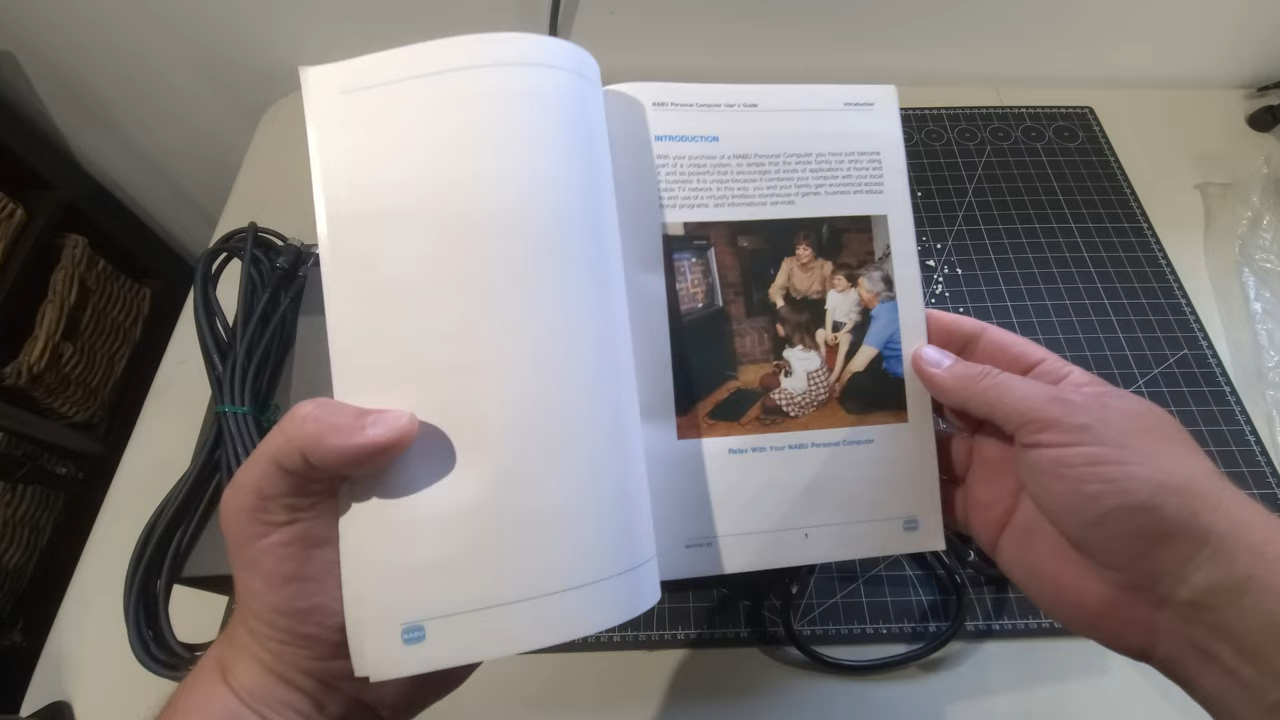 NABU
NABU Personal Computer User's Guide
Introduction
INTRODUCTION
With your purchase of a NABU Personal Computer you have just become
part of a unique system, so simple that the whole family can enjoy using
it, and so powerful that it encourages all kinds of applications at home and
in business. It is unique because it combines your computer with your local
cable TV network. In this way, you and your family gain economical access
to and use of a virtually limitless storehouse of games, business and educa
tional programs, and informational services.
Relax With Your NABU Personal Computer
1